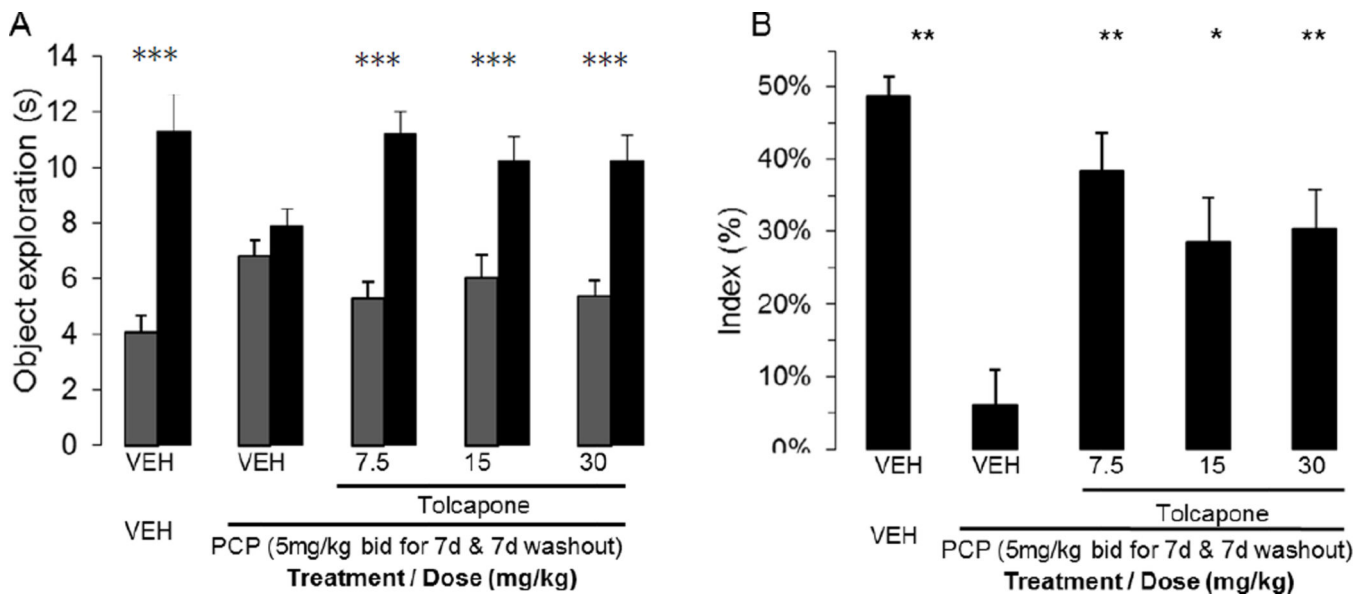 A
Object exploration (s)
14
12
10
8
6
4
2
0
***
***
***
***
VEH
VEH
7.5
15
30
Tolcapone
VEH
PCP (5mg/kg bid for 7d & 7d washout)
Treatment / Dose (mg/kg)
B
Index (%)
50%
40%
30%
20%
10%
0%
**
**
*
**
VEH
VEH
7.5
15
30
Tolcapone
VEH
PCP (5mg/kg bid for 7d & 7d washout)
Treatment / Dose (mg/kg)